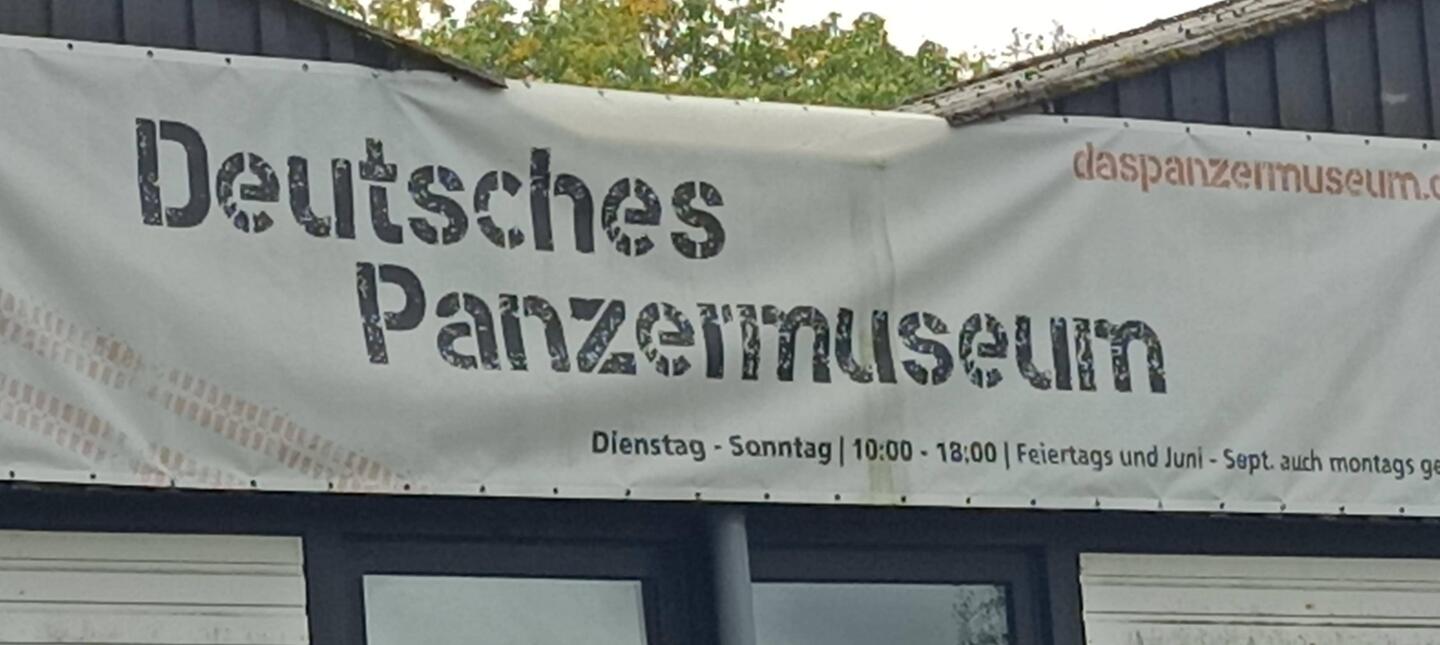 Deutsches
daspanzermuseum.
Panzermuseum
Dienstag - Sonntag | 10:00 - 18:00 | Feiertags und Juni - Sept. auch montags